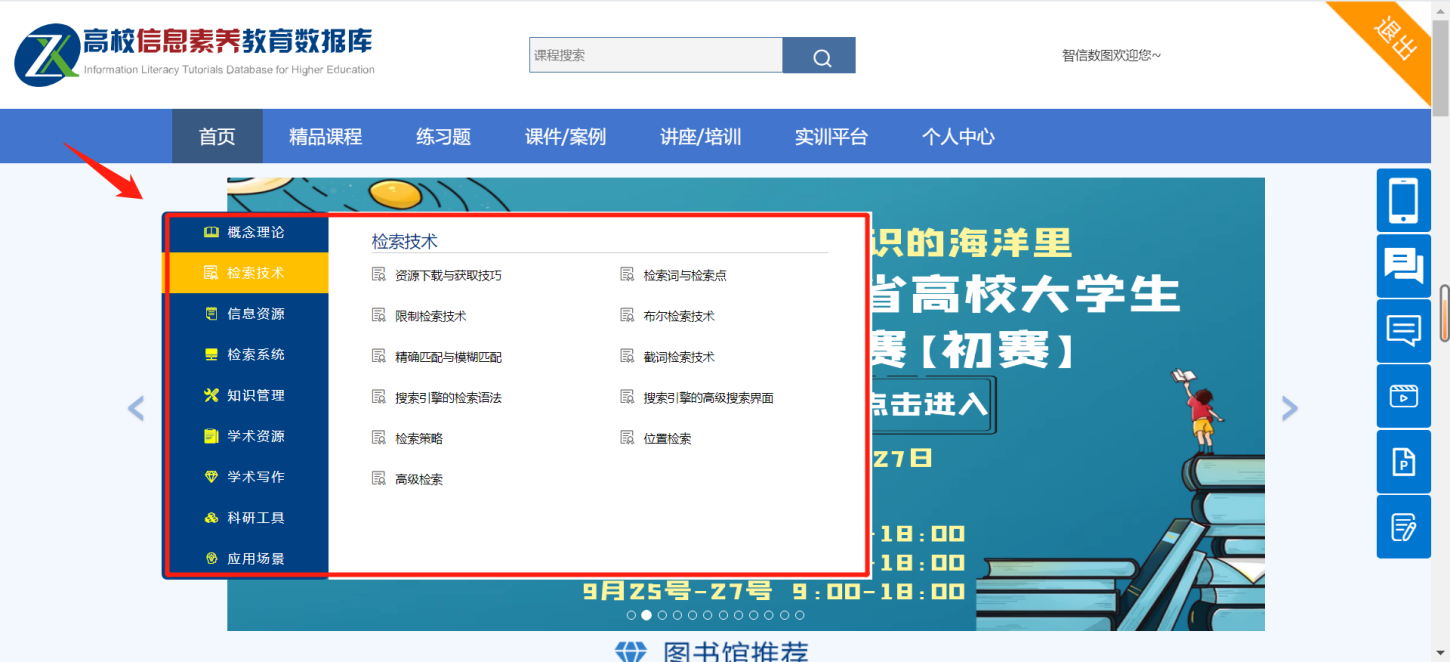 高校信息素养教育数据库
Information Literacy Tutorials Database for Higher Education
课程搜索
智信数图欢迎您~
退出
首页 精品课程 练习题 课件/案例 讲座/培训 实训平台 个人中心
概念理论
检索技术
信息资源
检索系统
知识管理
学术资源
学术写作
科研工具
应用场景
检索技术
资源下载与获取技巧 检索词与检索点
限制检索技术 布尔检索技术
精确匹配与模糊匹配 截词检索技术
搜索引擎的检索语法 搜索引擎的高级搜索界面
检索策略 位置检索
高级检索
识的海洋里
省高校大学生
赛【初赛】
点击进入
27日
-18:00
-18:00
9月25号-27号 9:00-18:00
图书馆推荐